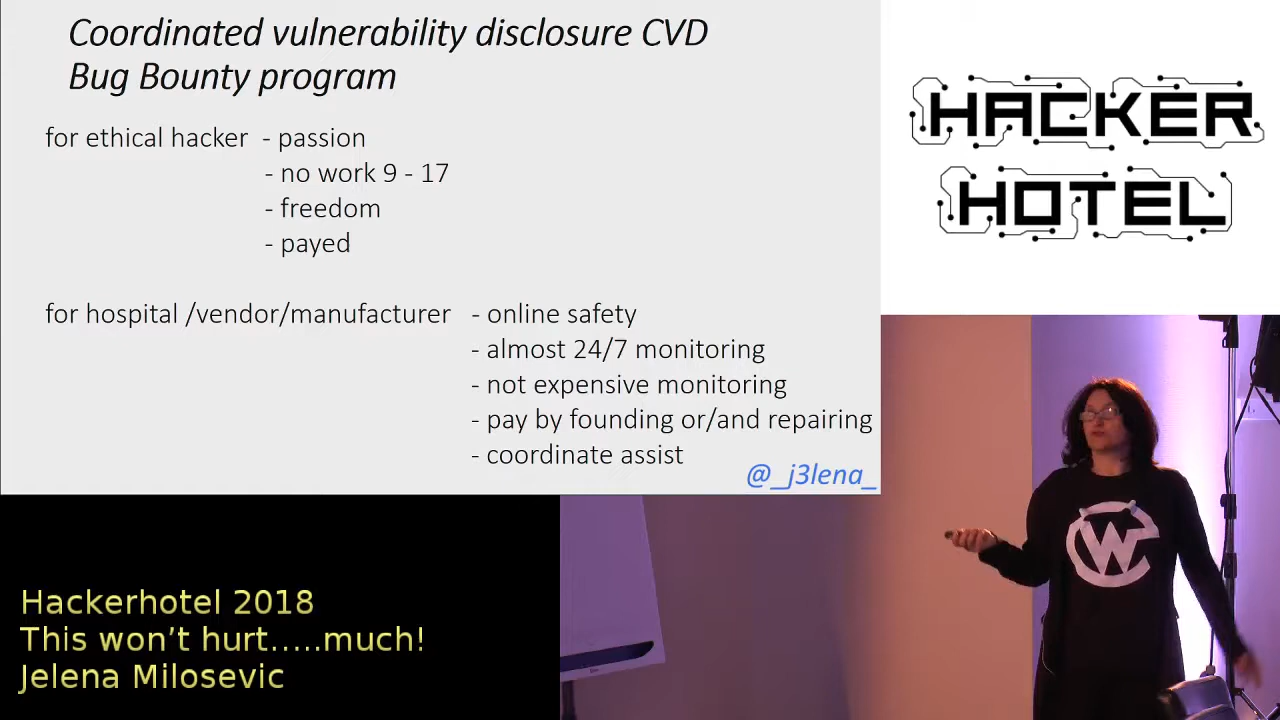 Coordinated vulnerability disclosure CVD
Bug Bounty program
for ethical hacker - passion
- no work 9 - 17
- freedom
- payed
for hospital /vendor/manufacturer - online safety
- almost 24/7 monitoring
- not expensive monitoring
- pay by founding or/and repairing
- coordinate assist
@_j3lena_
HACKER
HOTEL
Hackerhotel 2018
This won't hurt.....much!
Jelena Milosevic